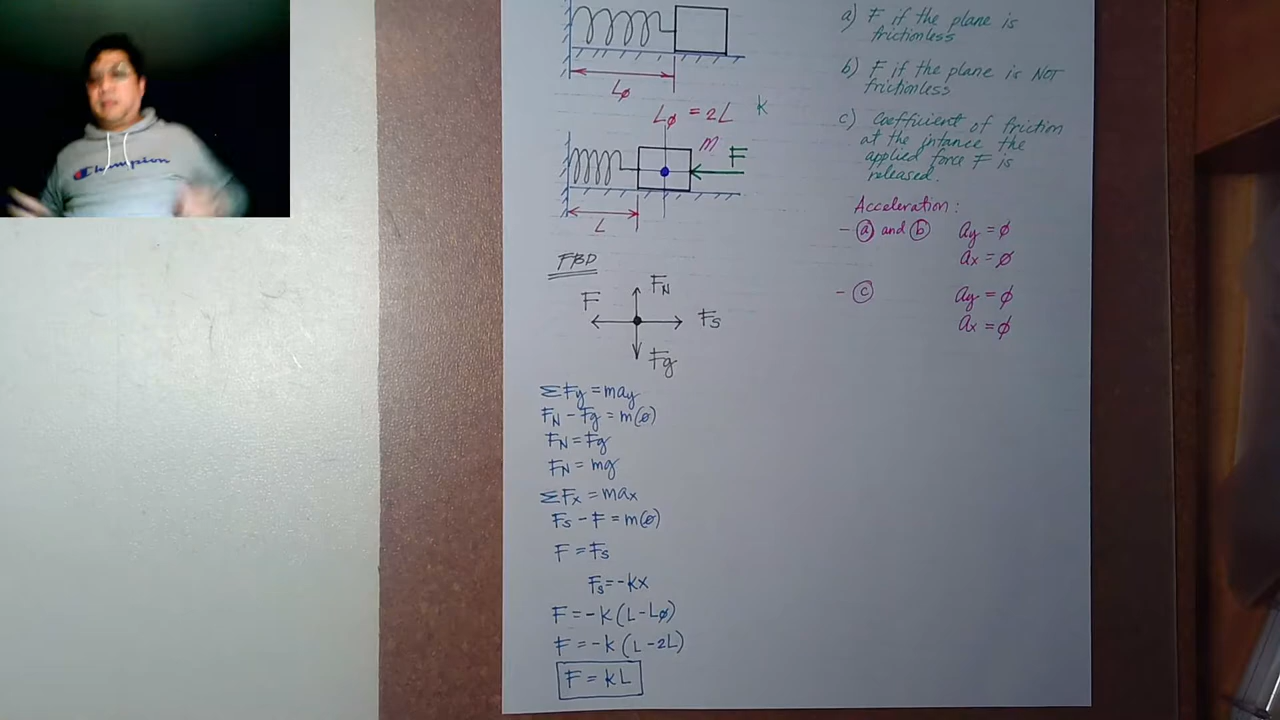 Champion
a) F if the plane is
frictionless
b) F if the plane is NOT
frictionless
c) Coefficient of friction
at the intance the
applied force F is
released.
Lø
Lø = 2L
k
m
F
L
Acceleration:
- ⓐ and ⓑ ay = ø
ax = ø
- ⓒ ay = ø
ax = ø
FBD
FN
F
Fs
Fg
ΣFy = may
FN - Fg = m(ø)
FN = Fg
FN = mg
ΣFx = max
Fs - F = m(ø)
F = Fs
Fs = -kx
F = -k(L-Lø)
F = -k(L-2L)
F = kL